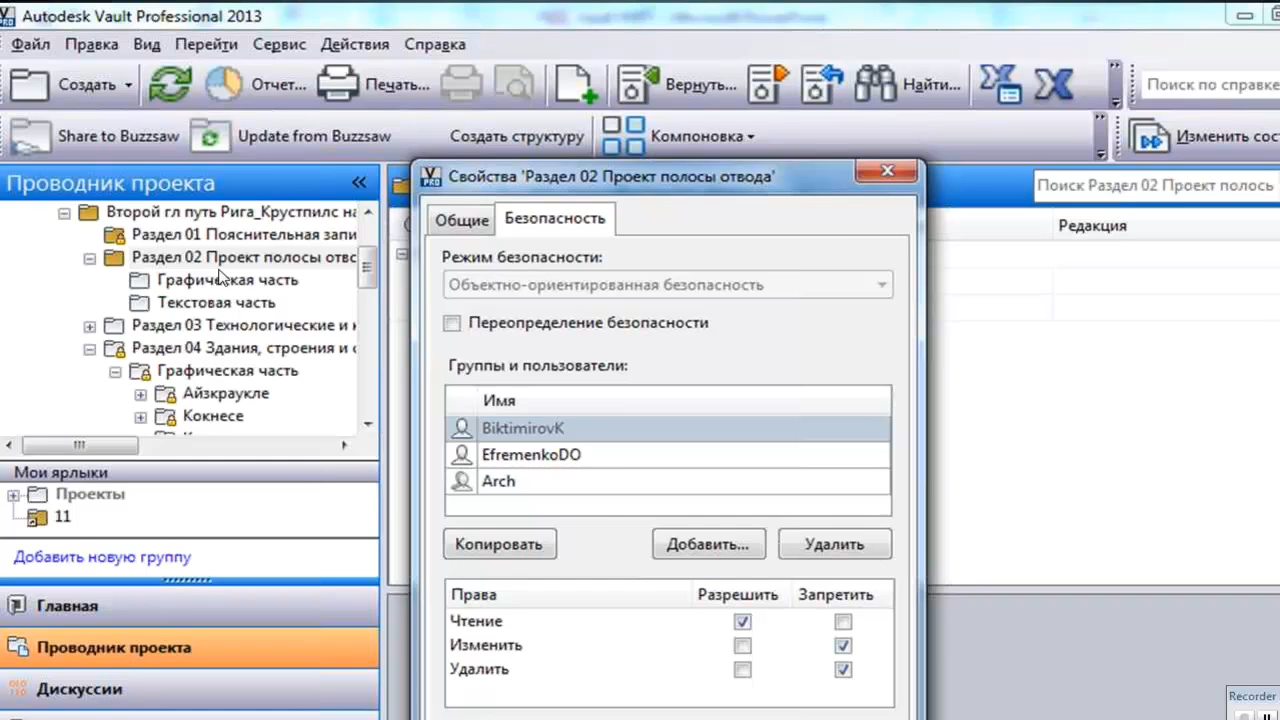 Autodesk Vault Professional 2013
Файл Правка Вид Перейти Сервис Действия Справка
Создать Отчет... Печать... Вернуть... Найти... Поиск по справке
Share to Buzzsaw Update from Buzzsaw Создать структуру Компоновка Изменить сос
Проводник проекта
Второй гл путь Рига_Крустпилс на
Раздел 01 Пояснительная запи
Раздел 02 Проект полосы отво
Графическая часть
Текстовая часть
Раздел 03 Технологические и к
Раздел 04 Здания, строения и с
Графическая часть
Айзкраукле
Кокнесе
Мои ярлыки
Проекты
11
Добавить новую группу
Главная
Проводник проекта
Дискуссии
V PRO Свойства 'Раздел 02 Проект полосы отвода'
Общие Безопасность
Режим безопасности:
Объектно-ориентированная безопасность
Переопределение безопасности
Группы и пользователи:
Имя
BiktimirovK
EfremenkoDO
Arch
Копировать Добавить... Удалить
Права Разрешить Запретить
Чтение
Изменить
Удалить
Поиск Раздел 02 Проект полосы
Редакция
Recorder